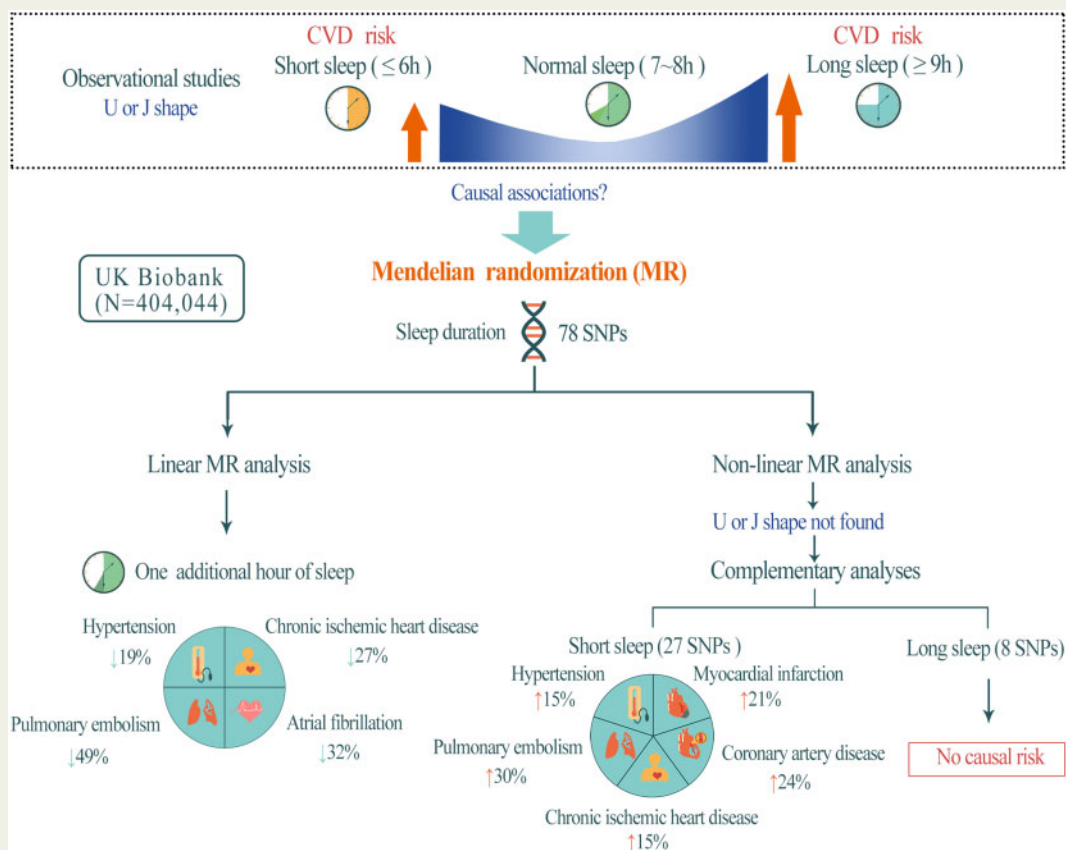 CVD risk
Short sleep ( ≤ 6h )
Normal sleep ( 7~8h )
CVD risk
Long sleep ( ≥ 9h )
Observational studies
U or J shape
Causal associations?
Mendelian randomization (MR)
UK Biobank
(N=404,044)
Sleep duration
78 SNPs
Linear MR analysis
Non-linear MR analysis
U or J shape not found
One additional hour of sleep
Complementary analyses
Hypertension
↓19%
Chronic ischemic heart disease
↓27%
Pulmonary embolism
↓49%
Atrial fibrillation
↓32%
Short sleep (27 SNPs )
Long sleep (8 SNPs)
Hypertension
↑15%
Myocardial infarction
↑21%
Pulmonary embolism
↑30%
Coronary artery disease
↑24%
Chronic ischemic heart disease
↑15%
No causal risk